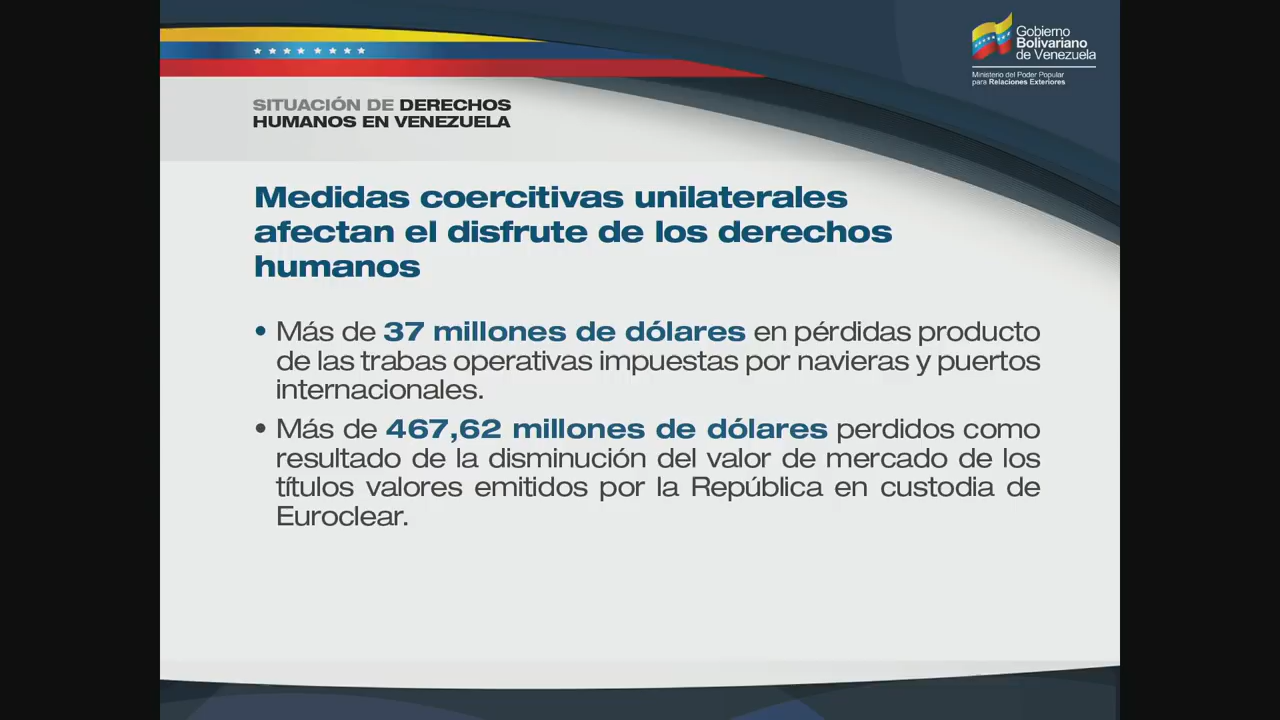 Gobierno
Bolivariano
de Venezuela
Ministerio del Poder Popular
para Relaciones Exteriores
SITUACIÓN DE DERECHOS
HUMANOS EN VENEZUELA
Medidas coercitivas unilaterales
afectan el disfrute de los derechos
humanos
• Más de 37 millones de dólares en pérdidas producto
de las trabas operativas impuestas por navieras y puertos
internacionales.
• Más de 467,62 millones de dólares perdidos como
resultado de la disminución del valor de mercado de los
títulos valores emitidos por la República en custodia de
Euroclear.